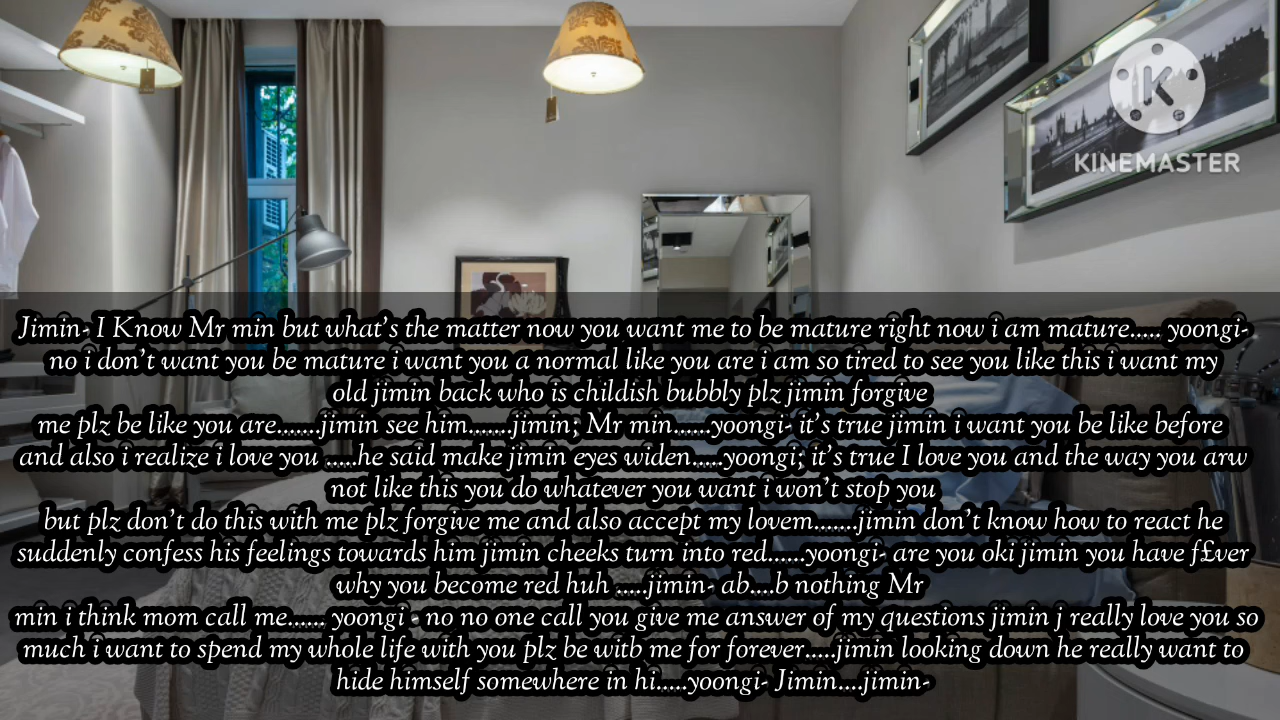 KINEMASTER
Jimin- I Know Mr min but what's the matter now you want me to be mature right now i am mature..... yoongi-
no i don't want you be mature i want you a normal like you are i am so tired to see you like this i want my
old jimin back who is childish bubbly plz jimin forgive
me plz be like you are.......jimin see him.......jimin; Mr min......yoongi- it's true jimin i want you be like before
and also i realize i love you .....he said make jimin eyes widen.....yoongi; it's true I love you and the way you arw
not like this you do whatever you want i won't stop you
but plz don't do this with me plz forgive me and also accept my lovem.......jimin don't know how to react he
suddenly confess his feelings towards him jimin cheeks turn into red......yoongi- are you oki jimin you have f£ver
why you become red huh .....jimin- ab....b nothing Mr
min i think mom call me...... yoongi - no no one call you give me answer of my questions jimin j really love you so
much i want to spend my whole life with you plz be witb me for forever.....jimin looking down he really want to
hide himself somewhere in hi.....yoongi- Jimin....jimin-